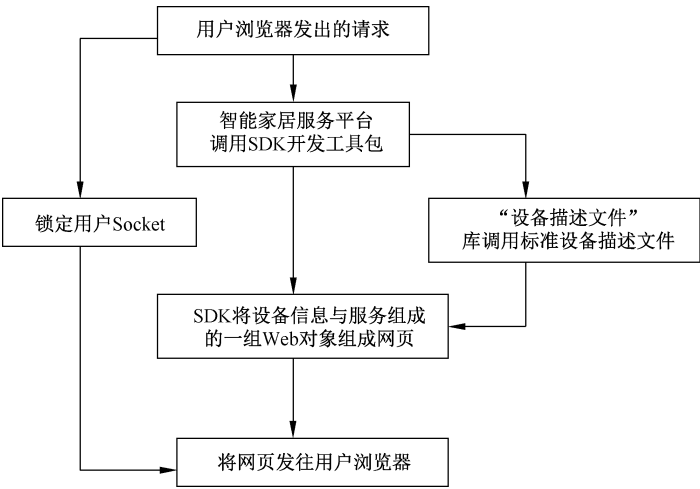 用户浏览器发出的请求
智能家居服务平台
调用SDK开发工具包
锁定用户Socket
“设备描述文件”
库调用标准设备描述文件
SDK将设备信息与服务组成
的一组Web对象组成网页
将网页发往用户浏览器